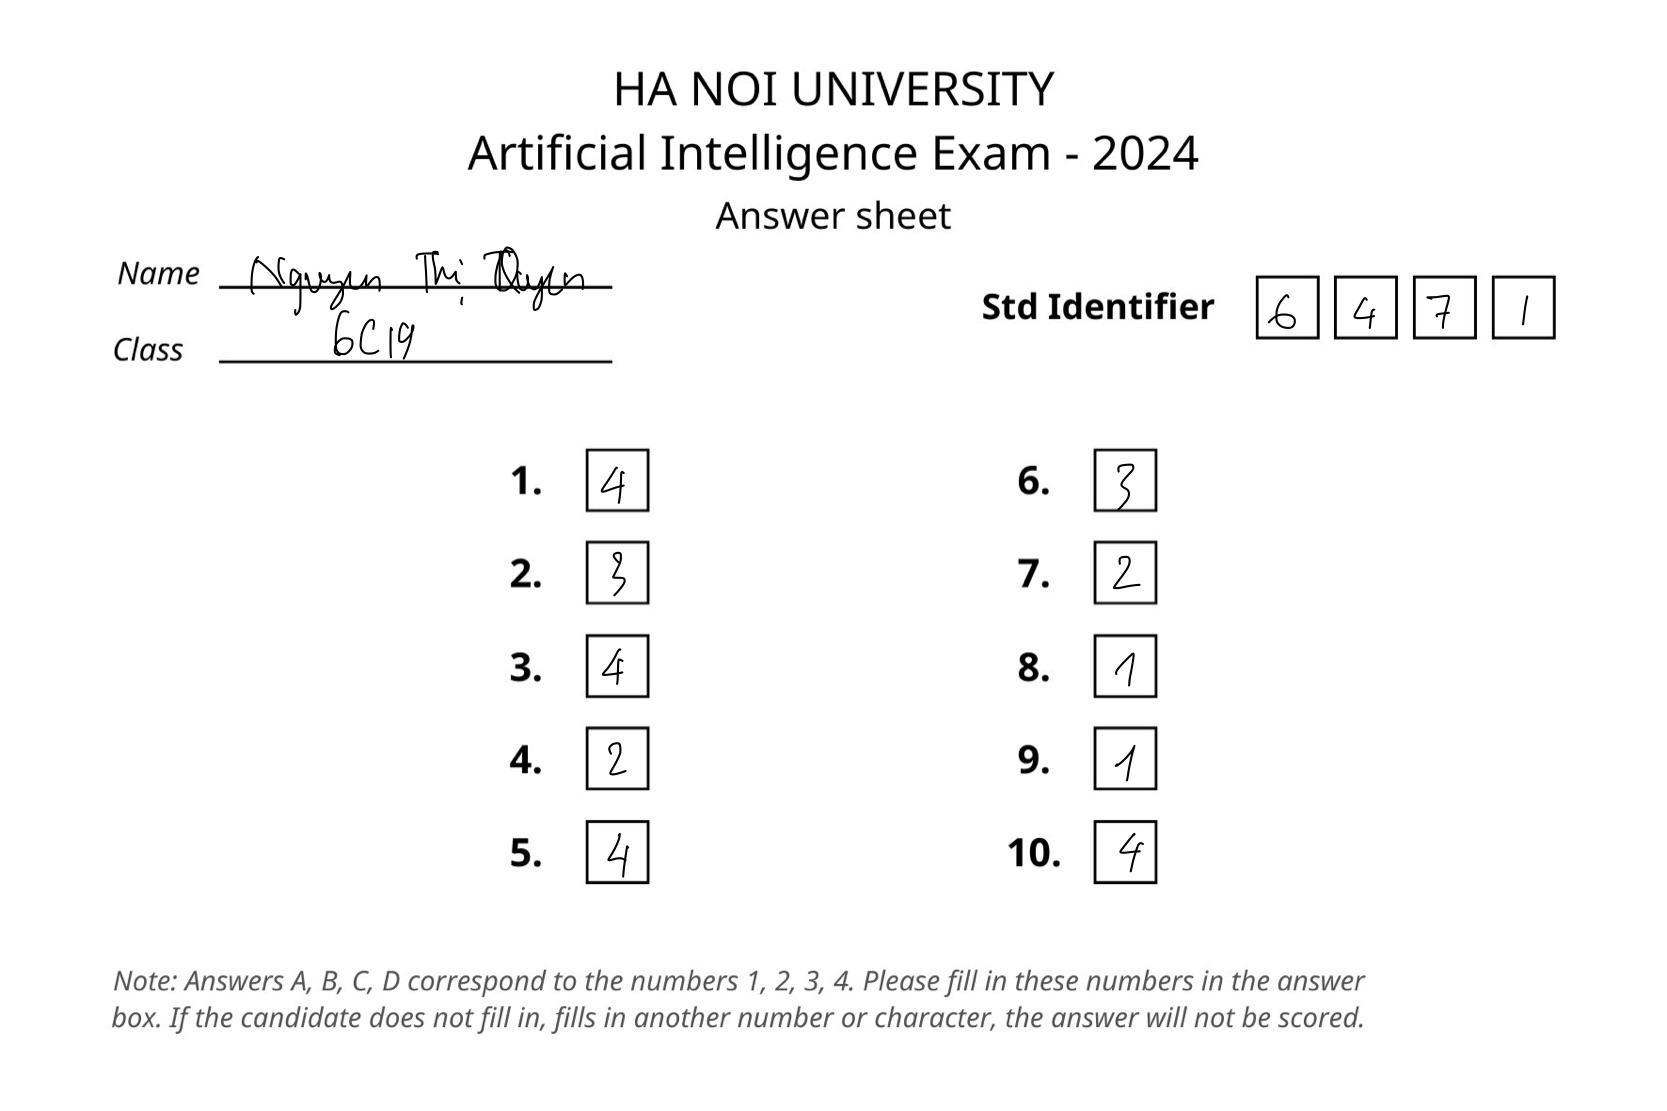 HA NOI UNIVERSITY
Artificial Intelligence Exam - 2024
Answer sheet
Name Nguyen Thị Quyen
Class 6C19
Std Identifier 6 4 7 1
1. 4
2. 3
3. 4
4. 2
5. 4
6. 3
7. 2
8. 1
9. 1
10. 4
Note: Answers A, B, C, D correspond to the numbers 1, 2, 3, 4. Please fill in these numbers in the answer
box. If the candidate does not fill in, fills in another number or character, the answer will not be scored.